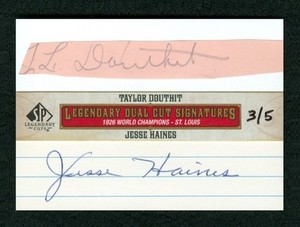 T L Douthit
TAYLOR DOUTHIT
SP LEGENDARY CUTS
LEGENDARY DUAL CUT SIGNATURES
3/5
1926 WORLD CHAMPIONS - ST. LOUIS
JESSE HAINES
Jesse Haines